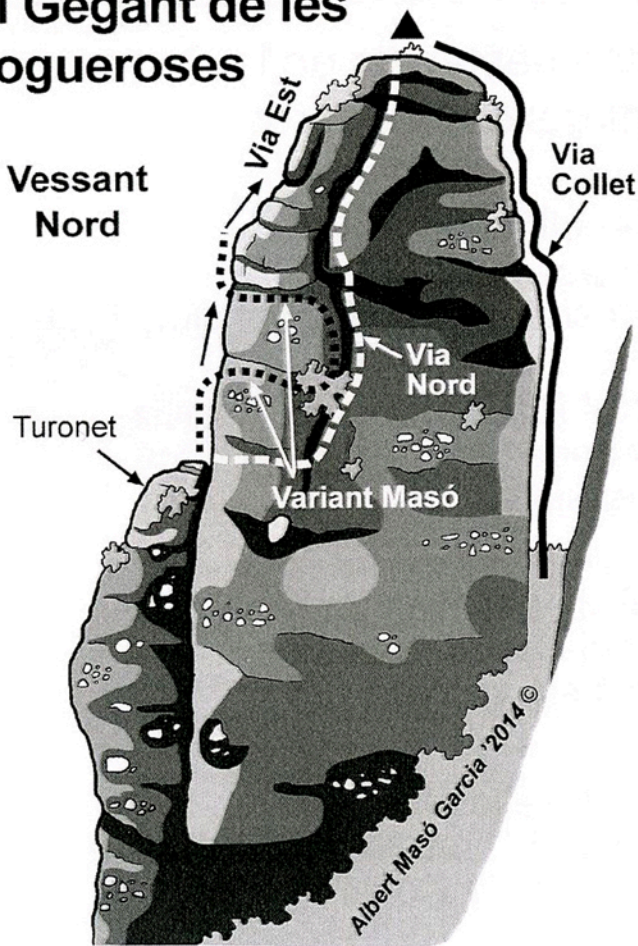 l Gegant de les
ogueroses
Vessant
Nord
Via Est
Via
Collet
Via
Nord
Turonet
Variant Masó
Albert Masó Garcia '2014 ©